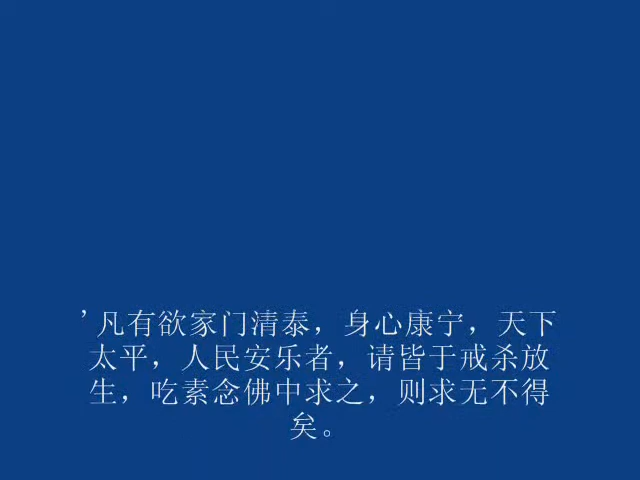 ’凡有欲家门清泰，身心康宁，天下
太平，人民安乐者，请皆于戒杀放
生，吃素念佛中求之，则求无不得
矣。